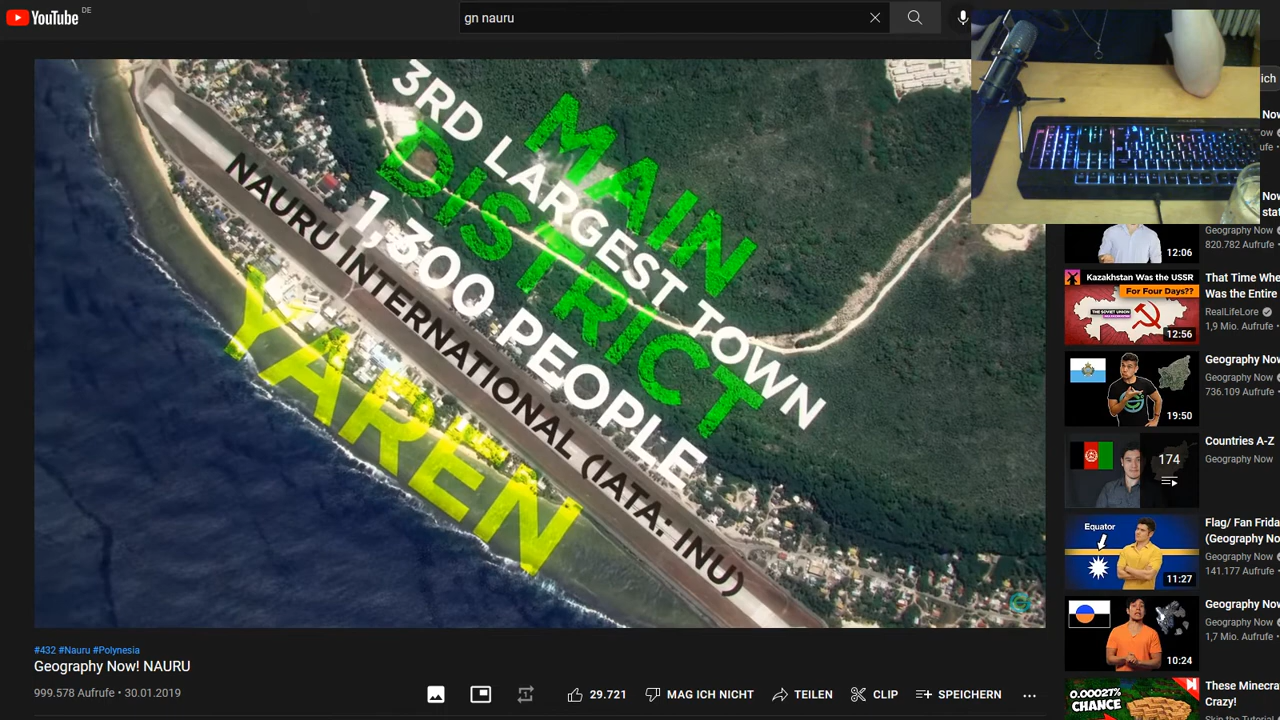 YouTube DE
gn nauru
MAIN
DISTRICT
3RD LARGEST TOWN
1,300 PEOPLE
NAURU INTERNATIONAL (IATA: INU)
YAREN
#432 #Nauru #Polynesia
Geography Now! NAURU
999.578 Aufrufe • 30.01.2019
29.721
MAG ICH NICHT
TEILEN
CLIP
SPEICHERN
ich
12:06
820.782 Aufrufe
Kazakhstan Was the USSR
For Four Days??
12:56
That Time Whe
Was the Entire
RealLifeLore
1,9 Mio. Aufrufe
19:50
Geography Now
Geography Now
736.109 Aufrufe
174
Countries A-Z
Geography Now
Equator
11:27
Flag/ Fan Frida
(Geography No
Geography Now
141.177 Aufrufe
10:24
Geography Now
Geography Now
1,7 Mio. Aufrufe
0.00027%
CHANCE
These Minecra
Crazy!
Skip the Tutorial